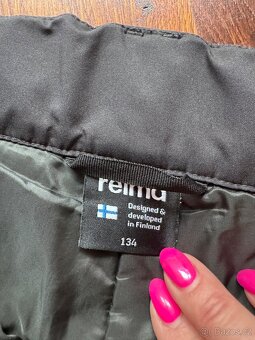 reima
Designed &
developed
in Finland
134